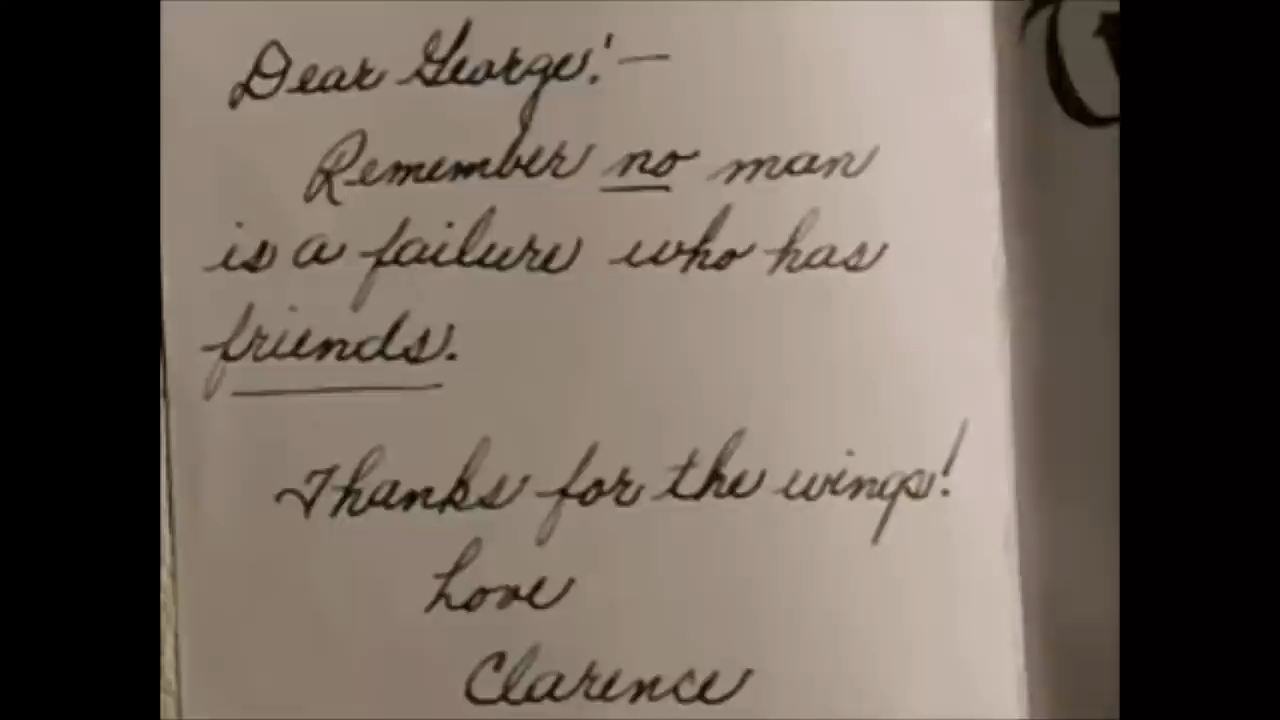 Dear George:—
Remember no man
is a failure who has
friends.
Thanks for the wings!
Love
Clarence